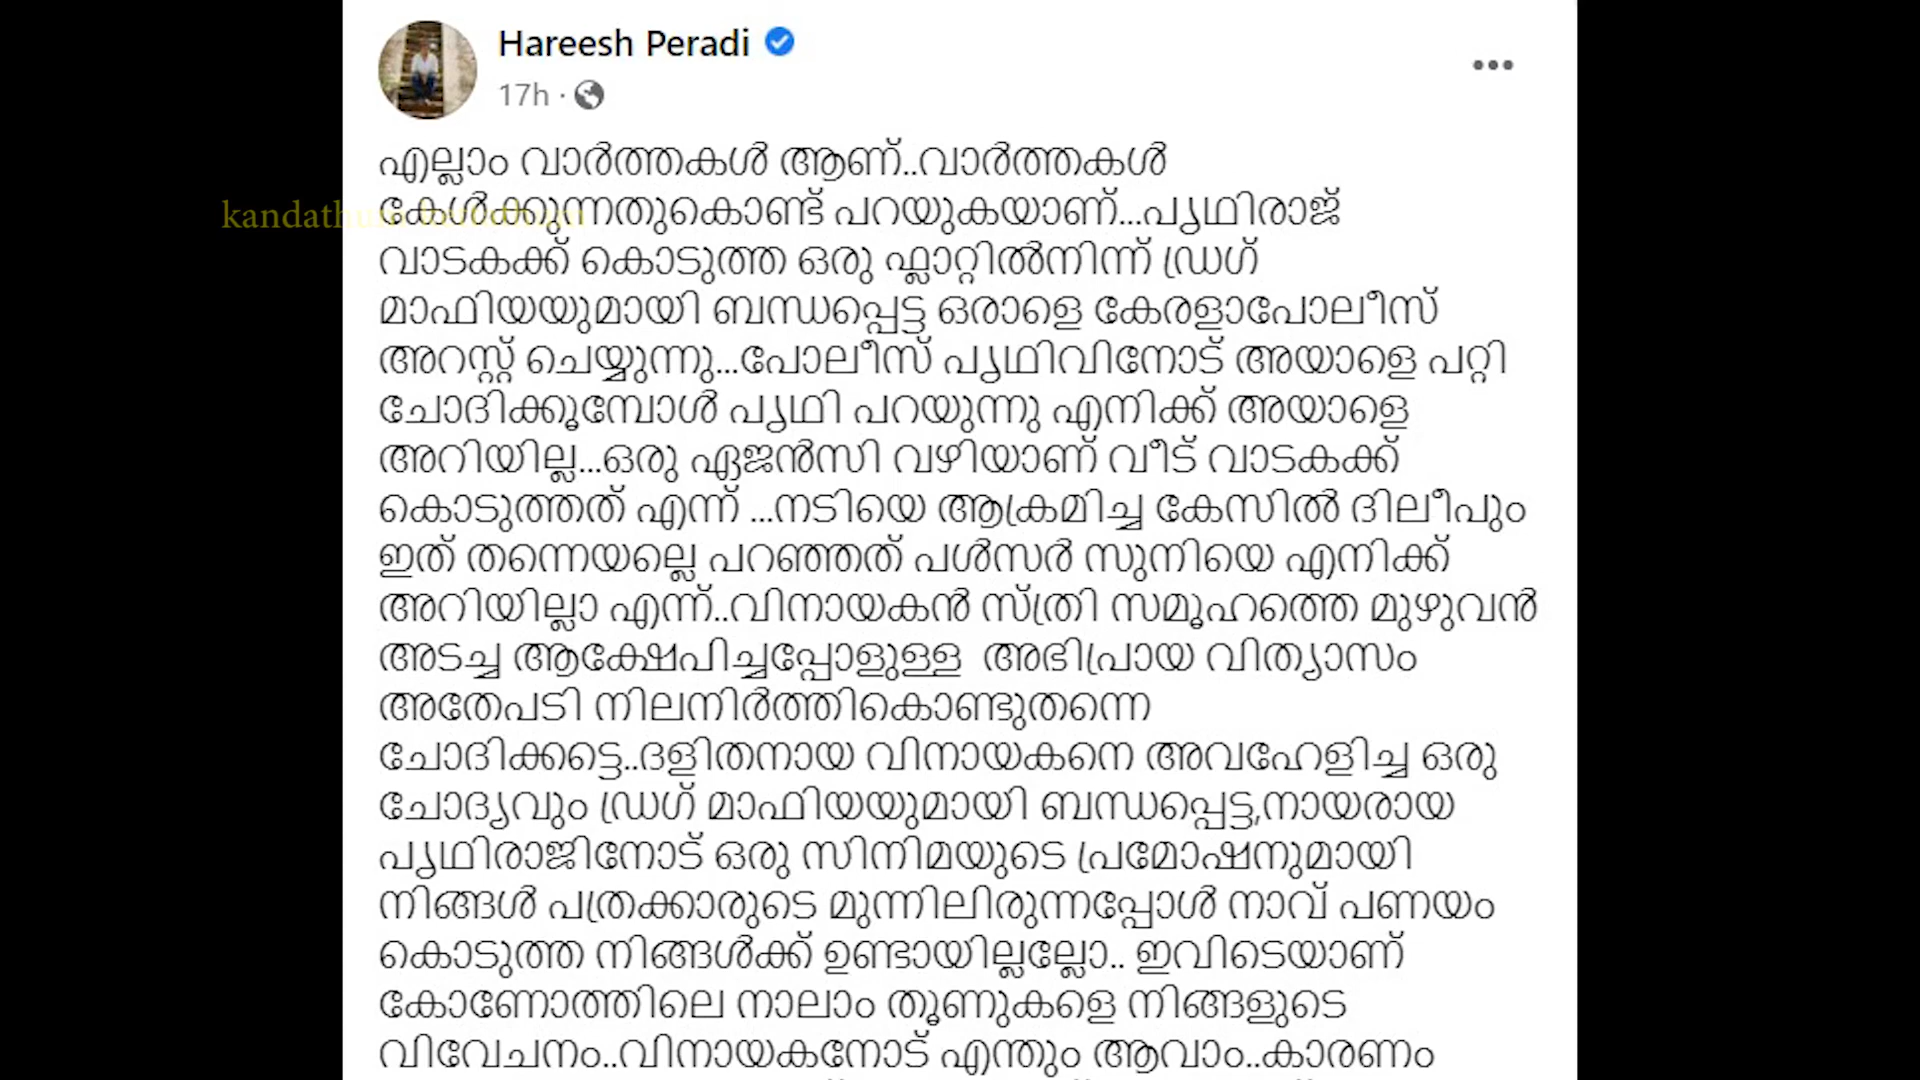 Hareesh Peradi
17h ·
എല്ലാം വാർത്തകൾ ആണ്..വാർത്തകൾ
കേൾക്കുന്നതുകൊണ്ട് പറയുകയാണ്...പൃഥിരാജ്
വാടകക്ക് കൊടുത്ത ഒരു ഫ്ലാറ്റിൽനിന്ന് ഡ്രഗ്
മാഫിയയുമായി ബന്ധപ്പെട്ട ഒരാളെ കേരളാപോലീസ്
അറസ്റ്റ് ചെയ്യുന്നു...പോലീസ് പൃഥിവിനോട് അയാളെ പറ്റി
ചോദിക്കൂമ്പോൾ പൃഥി പറയുന്നു എനിക്ക് അയാളെ
അറിയില്ല...ഒരു ഏജൻസി വഴിയാണ് വീട് വാടകക്ക്
കൊടുത്തത് എന്ന് ...നടിയെ ആക്രമിച്ച കേസിൽ ദിലീപും
ഇത് തന്നെയല്ലെ പറഞ്ഞത് പൾസർ സുനിയെ എനിക്ക്
അറിയില്ലാ എന്ന്..വിനായകൻ സ്ത്രി സമൂഹത്തെ മുഴുവൻ
അടച്ച ആക്ഷേപിച്ചപ്പോളുള്ള അഭിപ്രായ വിത്യാസം
അതേപടി നിലനിർത്തികൊണ്ടുതന്നെ
ചോദിക്കട്ടെ..ദളിതനായ വിനായകനെ അവഹേളിച്ച ഒരു
ചോദ്യവും ഡ്രഗ് മാഫിയയുമായി ബന്ധപ്പെട്ട,നായരായ
പൃഥിരാജിനോട് ഒരു സിനിമയുടെ പ്രമോഷനുമായി
നിങ്ങൾ പത്രക്കാരുടെ മുന്നിലിരുന്നപ്പോൾ നാവ് പണയം
കൊടുത്ത നിങ്ങൾക്ക് ഉണ്ടായില്ലല്ലോ.. ഇവിടെയാണ്
കോണോത്തിലെ നാലാം തൂണുകളെ നിങ്ങളുടെ
വിവേചനം..വിനായകനോട് എന്തും ആവാം..കാരണം